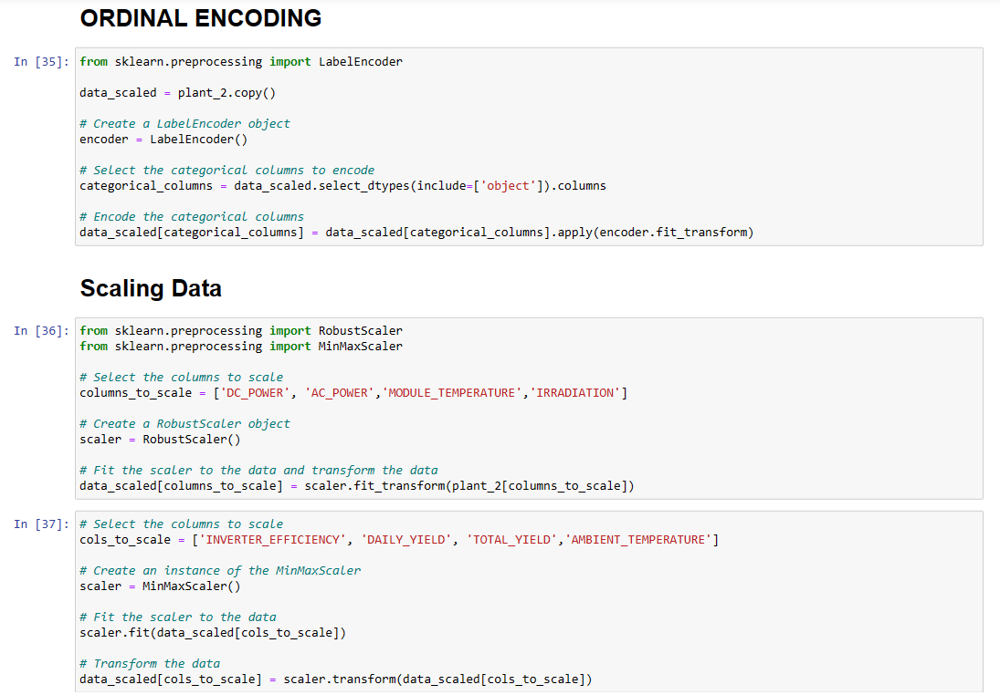 ORDINAL ENCODING
In [35]: from sklearn.preprocessing import LabelEncoder
data_scaled = plant_2.copy()
# Create a LabelEncoder object
encoder = LabelEncoder()
# Select the categorical columns to encode
categorical_columns = data_scaled.select_dtypes(include=['object']).columns
# Encode the categorical columns
data_scaled[categorical_columns] = data_scaled[categorical_columns].apply(encoder.fit_transform)
Scaling Data
In [36]: from sklearn.preprocessing import RobustScaler
from sklearn.preprocessing import MinMaxScaler
# Select the columns to scale
columns_to_scale = ['DC_POWER', 'AC_POWER','MODULE_TEMPERATURE','IRRADIATION']
# Create a RobustScaler object
scaler = RobustScaler()
# Fit the scaler to the data and transform the data
data_scaled[columns_to_scale] = scaler.fit_transform(plant_2[columns_to_scale])
In [37]: # Select the columns to scale
cols_to_scale = ['INVERTER_EFFICIENCY', 'DAILY_YIELD', 'TOTAL_YIELD','AMBIENT_TEMPERATURE']
# Create an instance of the MinMaxScaler
scaler = MinMaxScaler()
# Fit the scaler to the data
scaler.fit(data_scaled[cols_to_scale])
# Transform the data
data_scaled[cols_to_scale] = scaler.transform(data_scaled[cols_to_scale])